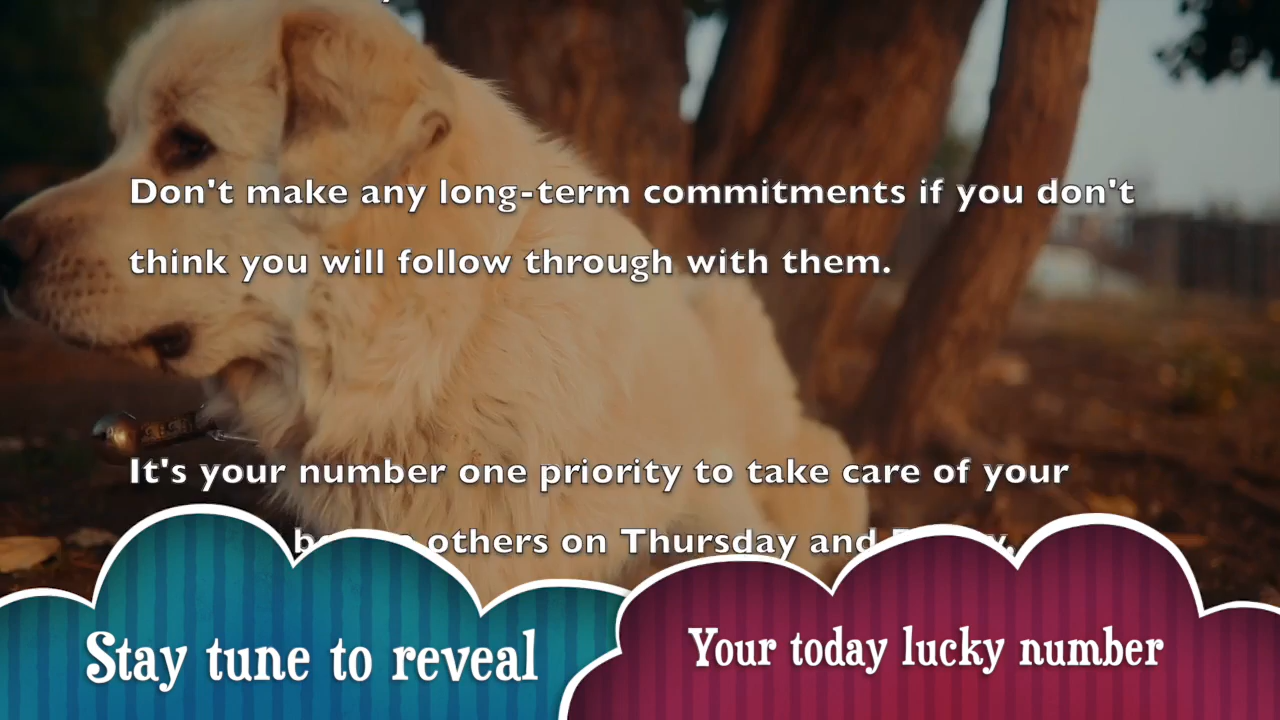 Don't make any long-term commitments if you don't
think you will follow through with them.
It's your number one priority to take care of your
others on Thursday and
Stay tune to reveal
Your today lucky number